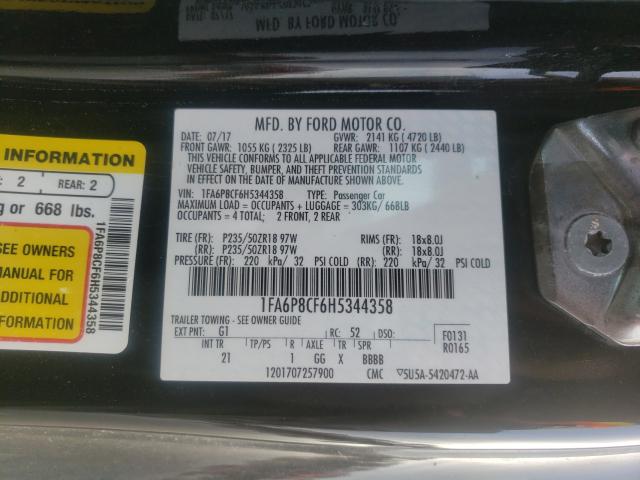 INFORMATION
: 2 REAR: 2
g or 668 lbs.
SEE OWNERS
MANUAL FOR
ADDITIONAL
INFORMATION
1FA6P8CF6H5344358
MFD. BY FORD MOTOR CO.
DATE: 07/17 GVWR: 2141 KG ( 4720 LB)
FRONT GAWR: 1055 KG ( 2325 LB) REAR GAWR: 1107 KG ( 2440 LB)
THIS VEHICLE CONFORMS TO ALL APPLICABLE FEDERAL MOTOR
VEHICLE SAFETY, BUMPER, AND THEFT PREVENTION STANDARDS
IN EFFECT ON THE DATE OF MANUFACTURE SHOWN ABOVE.
VIN: 1FA6P8CF6H5344358 TYPE: Passenger Car
MAXIMUM LOAD = OCCUPANTS + LUGGAGE = 303KG/ 668LB
OCCUPANTS = 4 TOTAL: 2 FRONT, 2 REAR
TIRE (FR): P235/50ZR18 97W RIMS (FR): 18x8.0J
(RR): P235/50ZR18 97W (RR): 18x8.0J
PRESSURE (FR): 220 kPa/ 32 PSI COLD (RR): 220 kPa/ 32 PSI COLD
1FA6P8CF6H5344358
TRAILER TOWING - SEE OWNER GUIDE
EXT PNT: G1 RC: 52 DSO: F0131
R0165
INT TR TP/PS R AXLE TR SPR
21 1 GG X BBBB
1201707257900 CMC ▽5U5A-5420472-AA